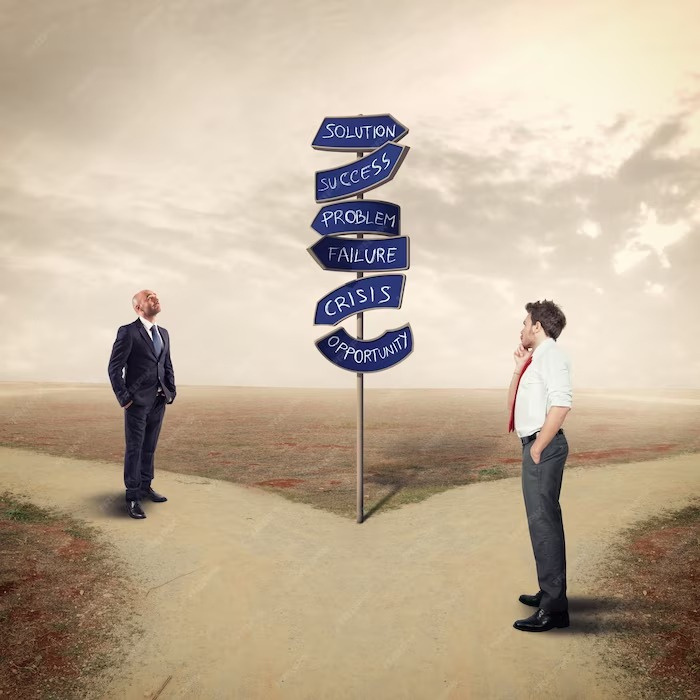 SOLUTION
SUCCESS
PROBLEM
FAILURE
CRISIS
OPPORTUNITY